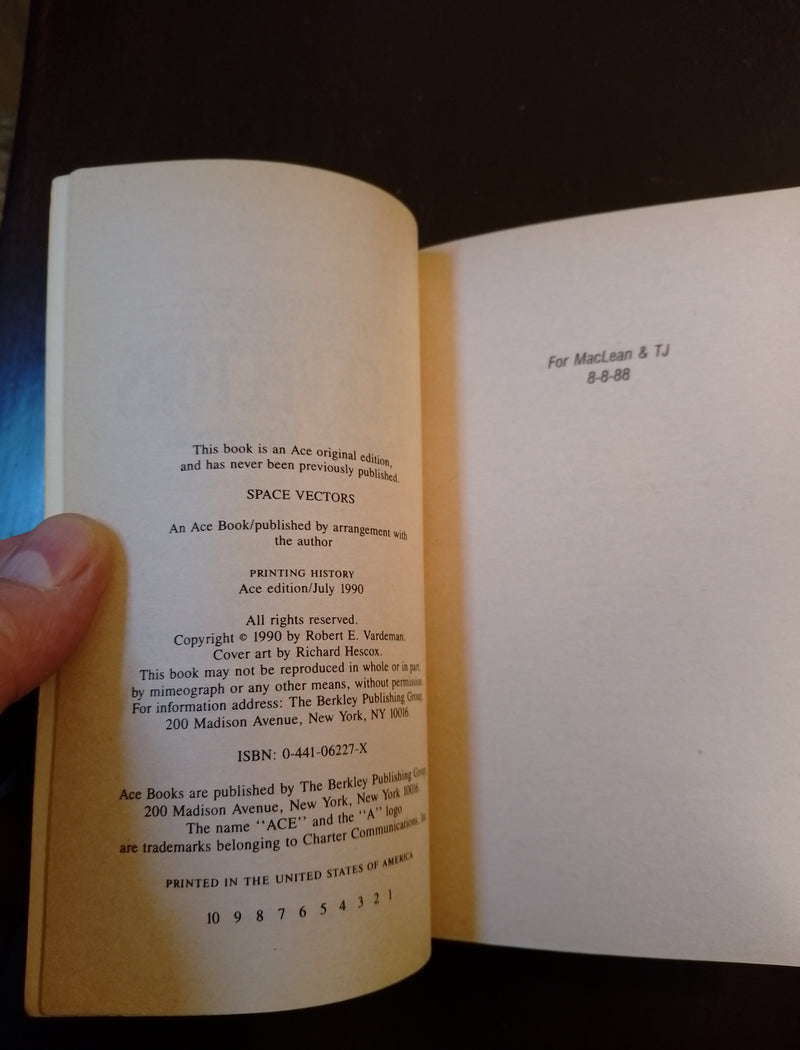 This book is an Ace original edition,
and has never been previously published.
SPACE VECTORS
An Ace Book/published by arrangement with
the author
PRINTING HISTORY
Ace edition/July 1990
All rights reserved.
Copyright © 1990 by Robert E. Vardeman.
Cover art by Richard Hescox.
This book may not be reproduced in whole or in part,
by mimeograph or any other means, without permission.
For information address: The Berkley Publishing Group,
200 Madison Avenue, New York, NY 10016.
ISBN: 0-441-06227-X
Ace Books are published by The Berkley Publishing Group,
200 Madison Avenue, New York, New York 10016.
The name "ACE" and the "A" logo
are trademarks belonging to Charter Communications, Inc.
PRINTED IN THE UNITED STATES OF AMERICA
10 9 8 7 6 5 4 3 2 1
For MacLean & TJ
8-8-88